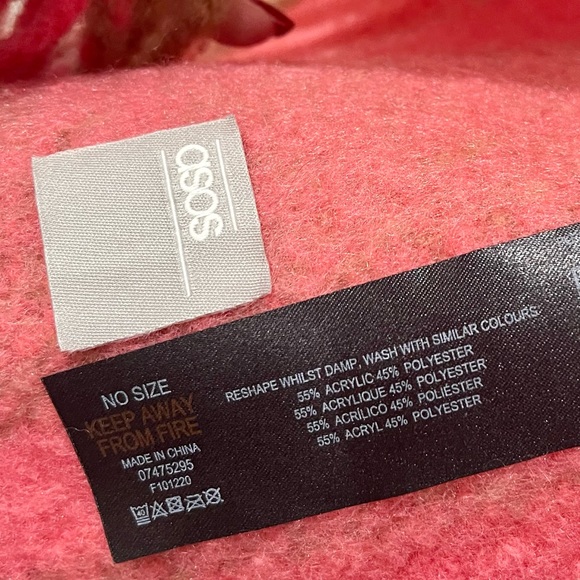 asos
NO SIZE
KEEP AWAY
FROM FIRE
MADE IN CHINA
07475295
F101220
40
RESHAPE WHILST DAMP, WASH WITH SIMILAR COLOURS.
55% ACRYLIC 45% POLYESTER
55% ACRYLIQUE 45% POLYESTER
55% ACRÍLICO 45% POLIÉSTER
55% ACRYL 45% POLYESTER